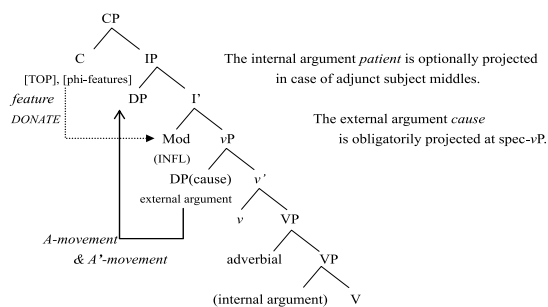 CP
C IP
The internal argument patient is optionally projected
[TOP], [phi-features]
in case of adjunct subject middles.
feature DP I’
DONATE
The external argument cause
Mod vP
is obligatorily projected at spec-vP.
(INFL)
DP(cause) v’
external argument
v VP
A-movement
& A’-movement
adverbial VP
(internal argument) V